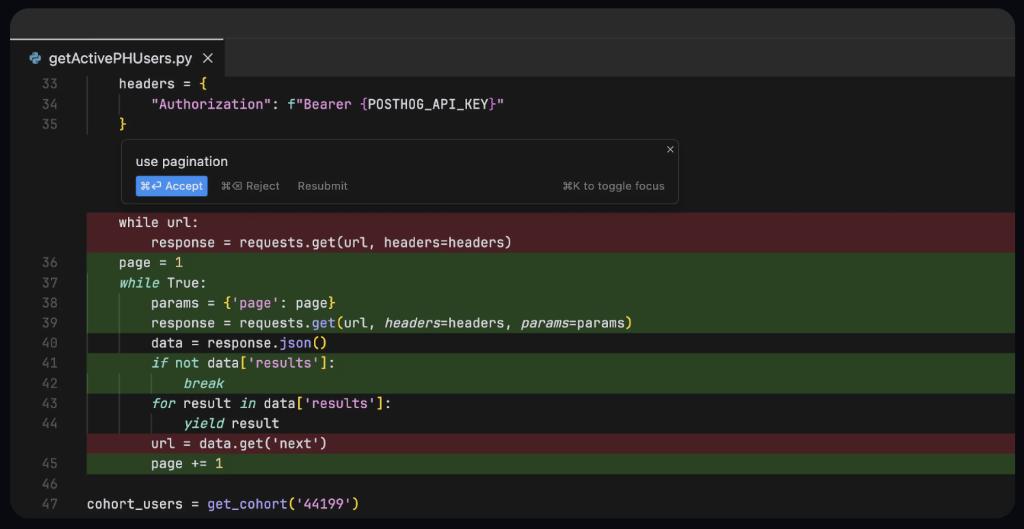 getActivePHUsers.py ×
33 headers = {
34 "Authorization": f"Bearer {POSTHOG_API_KEY}"
35 }
×
use pagination
⌘⏎ Accept ⌘⌫ Reject Resubmit ⌘K to toggle focus
while url:
response = requests.get(url, headers=headers)
36 page = 1
37 while True:
38 params = {'page': page}
39 response = requests.get(url, headers=headers, params=params)
40 data = response.json()
41 if not data['results']:
42 break
43 for result in data['results']:
44 yield result
url = data.get('next')
45 page += 1
46
47 cohort_users = get_cohort('44199')